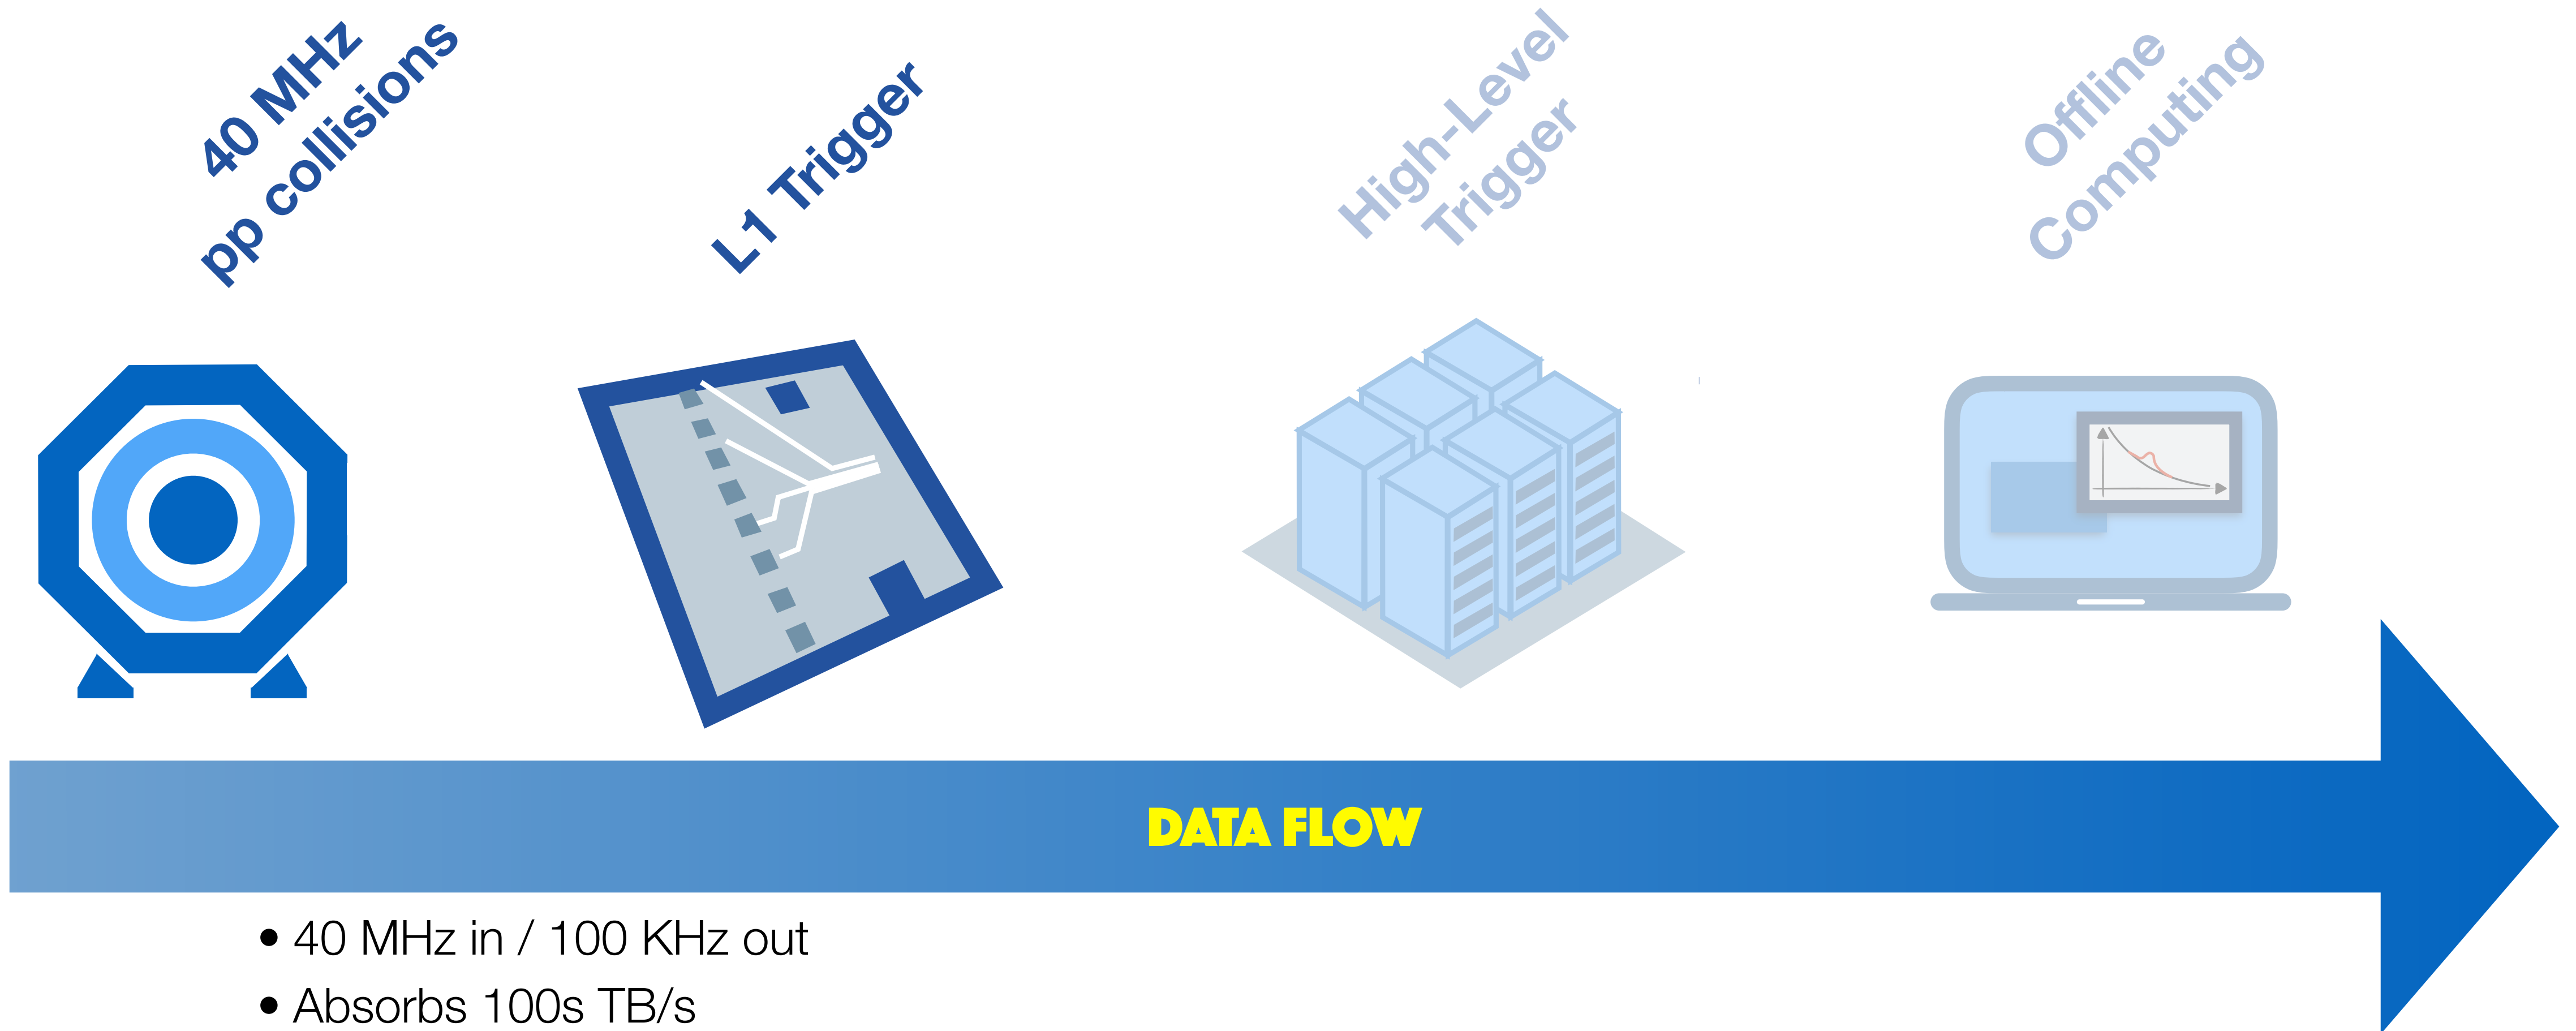 40 MHz
pp collisions
L1 Trigger
High-Level
Trigger
Offline
Computing
DATA FLOW
• 40 MHz in / 100 KHz out
• Absorbs 100s TB/s